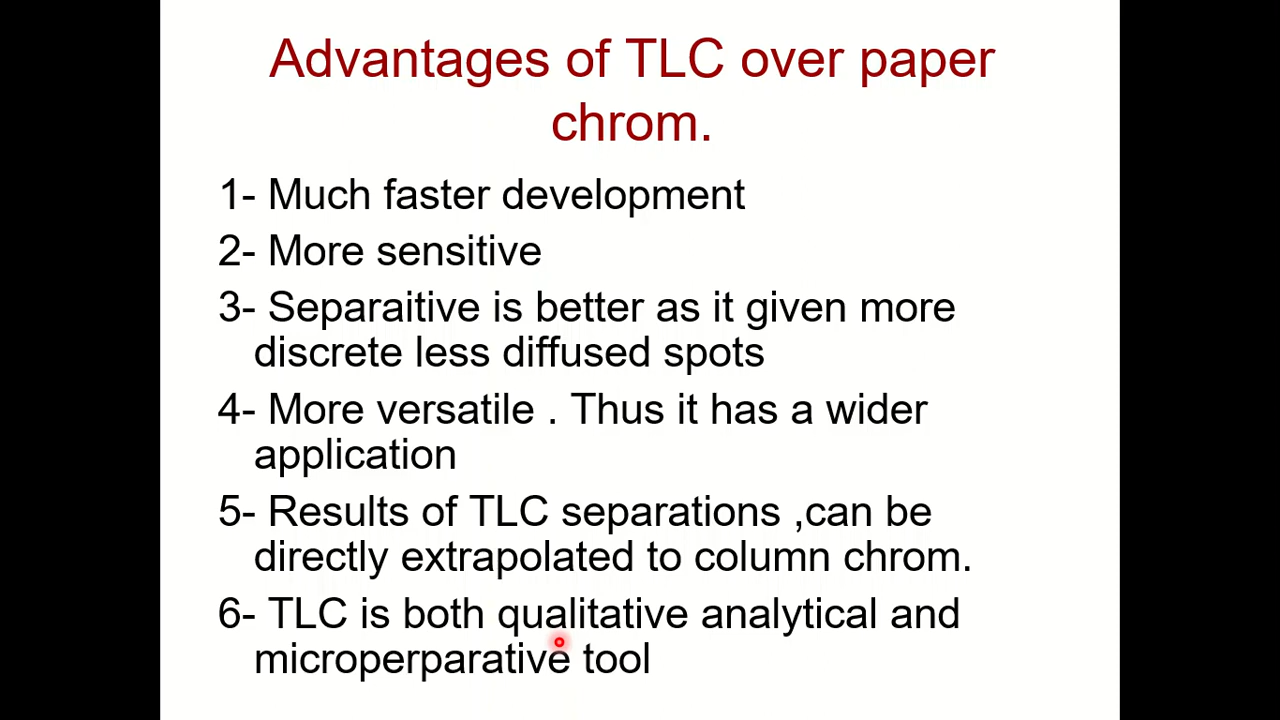 Advantages of TLC over paper
chrom.
1- Much faster development
2- More sensitive
3- Separaitive is better as it given more
discrete less diffused spots
4- More versatile . Thus it has a wider
application
5- Results of TLC separations ,can be
directly extrapolated to column chrom.
6- TLC is both qualitative analytical and
microperparative tool